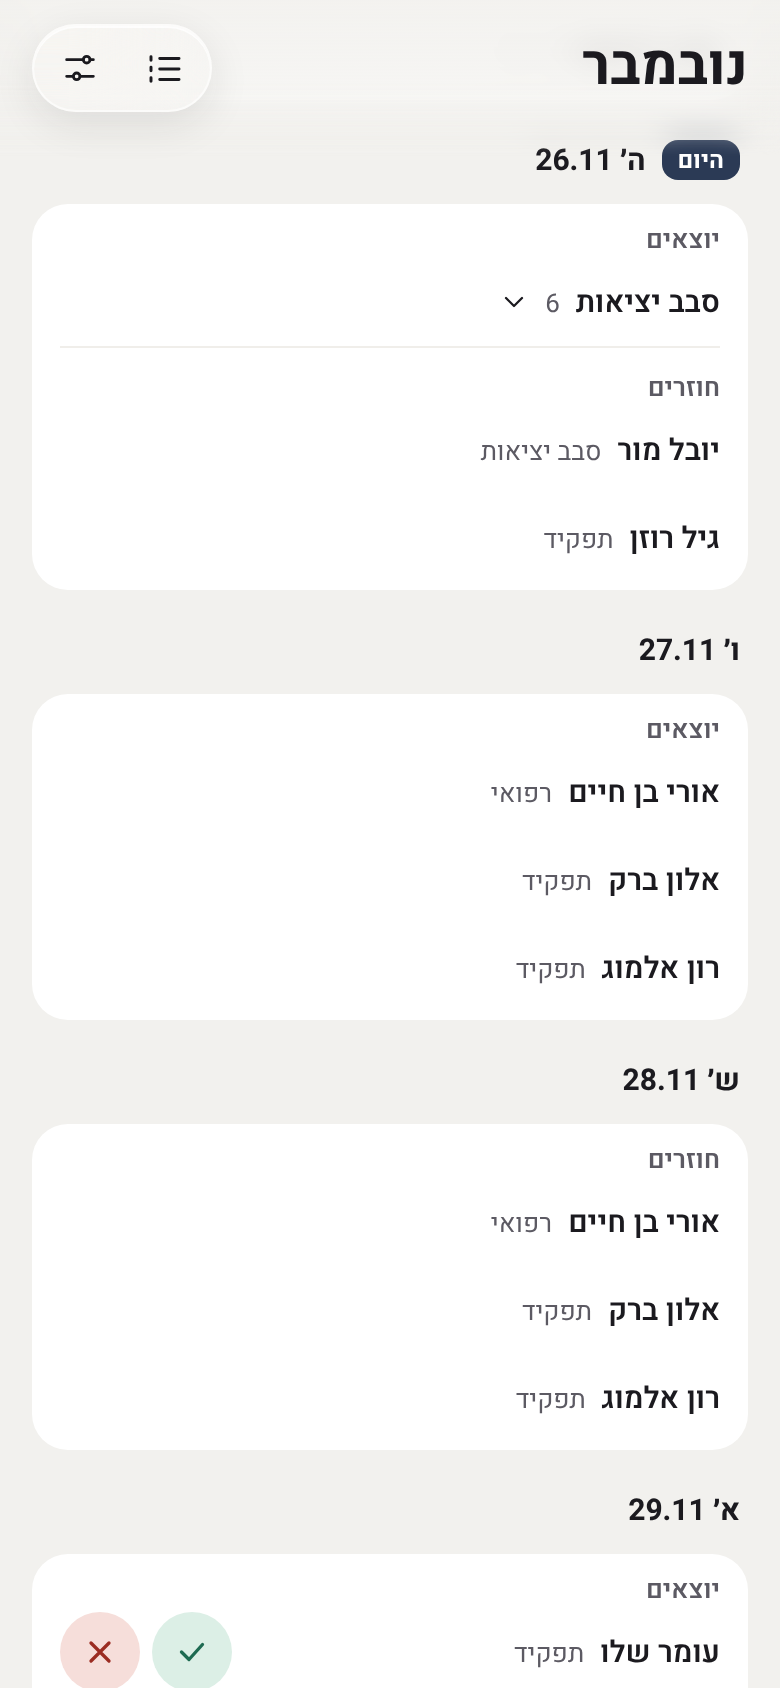 נובמבר
היום ה׳ 26.11
יוצאים
סבב יציאות 6
חוזרים
יובל מור סבב יציאות
גיל רוזן תפקיד
ו׳ 27.11
יוצאים
אורי בן חיים רפואי
אלון ברק תפקיד
רון אלמוג תפקיד
ש׳ 28.11
חוזרים
אורי בן חיים רפואי
אלון ברק תפקיד
רון אלמוג תפקיד
א׳ 29.11
יוצאים
עומר שלו תפקיד